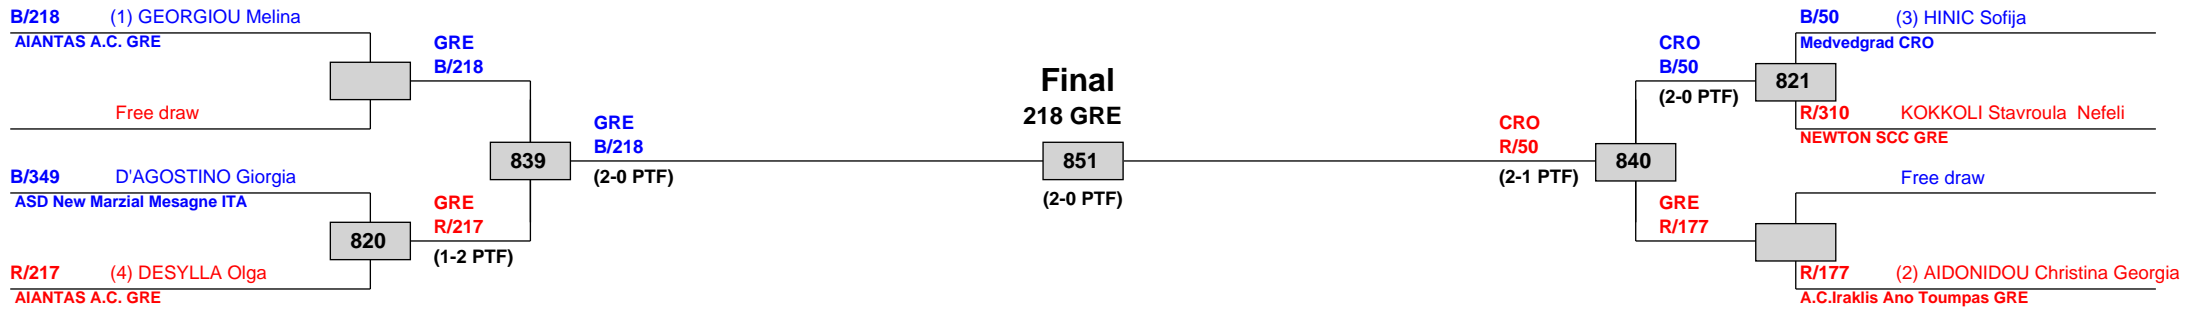 B/218 (1) GEORGIOU Melina
AIANTAS A.C. GRE
GRE
B/218
Free draw
B/349 D'AGOSTINO Giorgia
ASD New Marzial Mesagne ITA
820
GRE
R/217
(1-2 PTF)
R/217 (4) DESYLLA Olga
AIANTAS A.C. GRE
839
GRE
B/218
(2-0 PTF)
Final
218 GRE
851
(2-0 PTF)
CRO
R/50
(2-1 PTF)
840
CRO
B/50
(2-0 PTF)
821
B/50 (3) HINIC Sofija
Medvedgrad CRO
R/310 KOKKOLI Stavroula Nefeli
NEWTON SCC GRE
Free draw
GRE
R/177
R/177 (2) AIDONIDOU Christina Georgia
A.C.Iraklis Ano Toumpas GRE